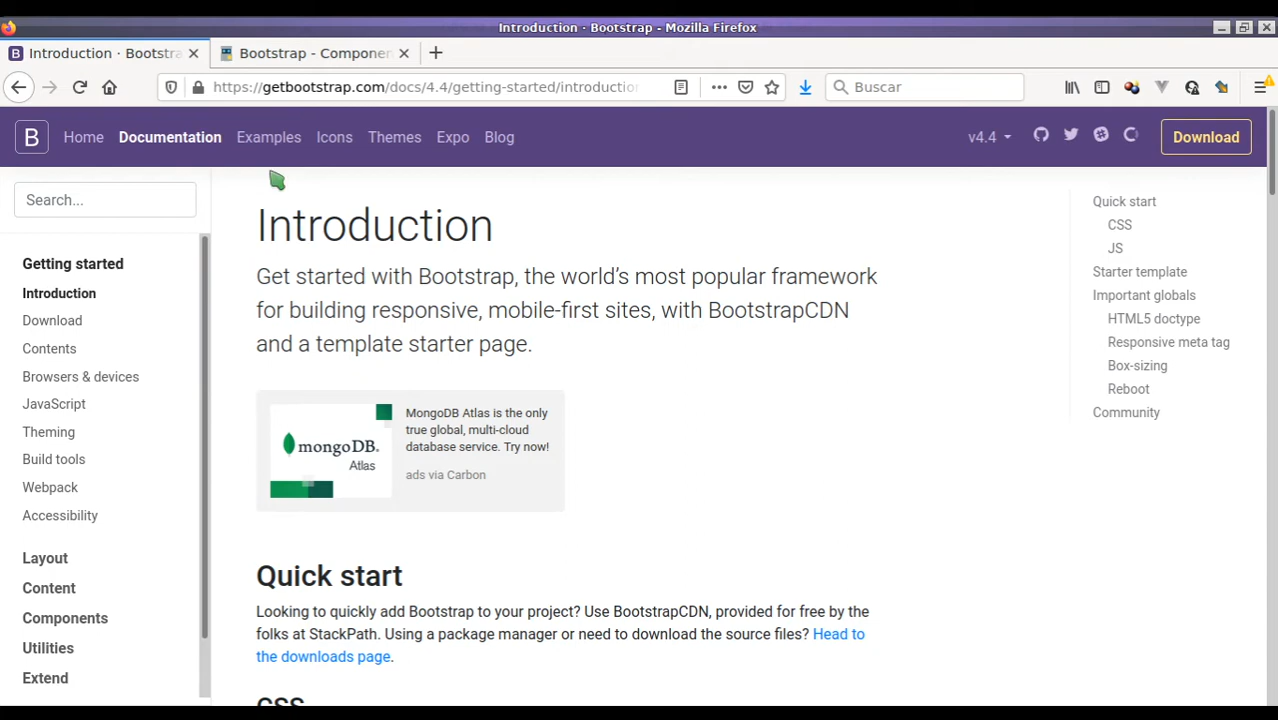 Introduction · Bootstrap - Mozilla Firefox
Introduction · Bootstra
Bootstrap - Componen
https://getbootstrap.com/docs/4.4/getting-started/introduction
Buscar
B
Home
Documentation
Examples
Icons
Themes
Expo
Blog
v4.4
Download
Search...
Getting started
Introduction
Download
Contents
Browsers & devices
JavaScript
Theming
Build tools
Webpack
Accessibility
Layout
Content
Components
Utilities
Extend
Introduction
Get started with Bootstrap, the world’s most popular framework
for building responsive, mobile-first sites, with BootstrapCDN
and a template starter page.
mongoDB.
Atlas
MongoDB Atlas is the only
true global, multi-cloud
database service. Try now!
ads via Carbon
Quick start
Looking to quickly add Bootstrap to your project? Use BootstrapCDN, provided for free by the
folks at StackPath. Using a package manager or need to download the source files? Head to
the downloads page.
CSS
Quick start
CSS
JS
Starter template
Important globals
HTML5 doctype
Responsive meta tag
Box-sizing
Reboot
Community